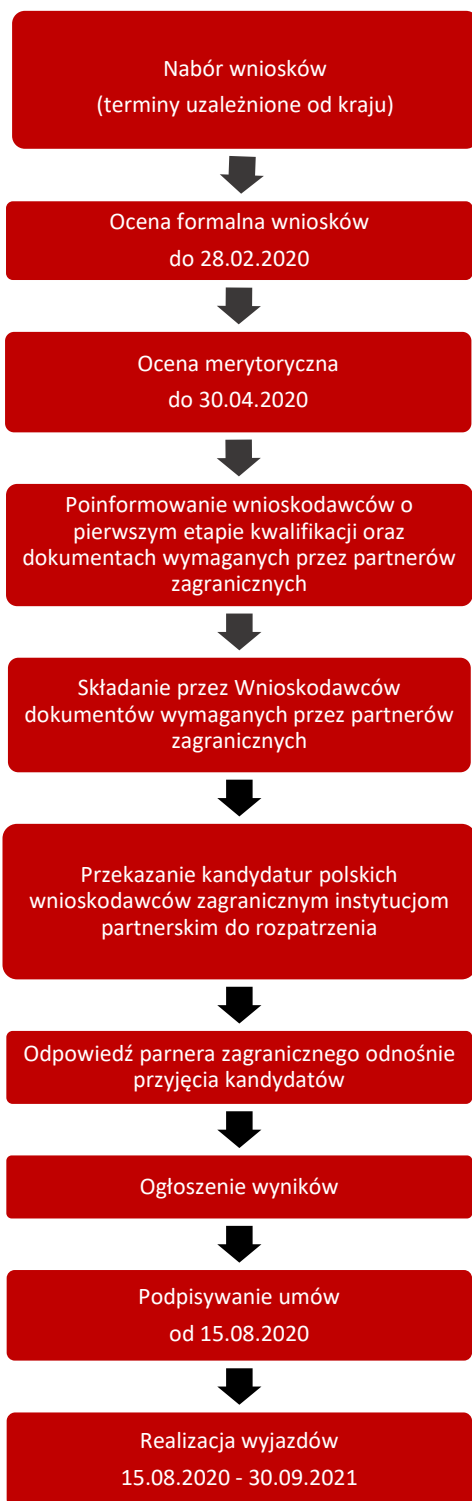 Nabór wniosków
(terminy uzależnione od kraju)
Ocena formalna wniosków
do 28.02.2020
Ocena merytoryczna
do 30.04.2020
Poinformowanie wnioskodawców o
pierwszym etapie kwalifikacji oraz
dokumentach wymaganych przez partnerów
zagranicznych
Składanie przez Wnioskodawców
dokumentów wymaganych przez partnerów
zagranicznych
Przekazanie kandydatur polskich
wnioskodawców zagranicznym instytucjom
partnerskim do rozpatrzenia
Odpowiedź parnera zagranicznego odnośnie
przyjęcia kandydatów
Ogłoszenie wyników
Podpisywanie umów
od 15.08.2020
Realizacja wyjazdów
15.08.2020 - 30.09.2021